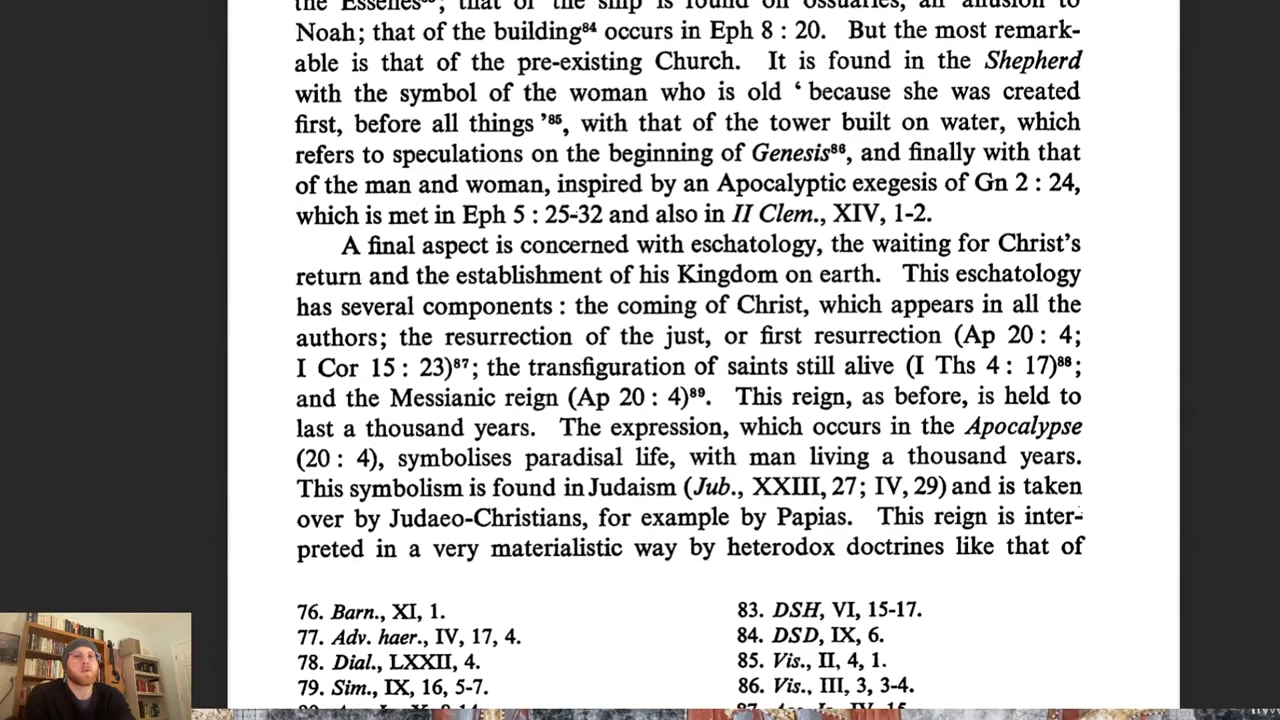 the Essenes⁸³; that of the ship is found on ossuaries, an allusion to
Noah; that of the building⁸⁴ occurs in Eph 8 : 20. But the most remark-
able is that of the pre-existing Church. It is found in the Shepherd
with the symbol of the woman who is old ‘ because she was created
first, before all things ’⁸⁵, with that of the tower built on water, which
refers to speculations on the beginning of Genesis⁸⁶, and finally with that
of the man and woman, inspired by an Apocalyptic exegesis of Gn 2 : 24,
which is met in Eph 5 : 25-32 and also in II Clem., XIV, 1-2.
A final aspect is concerned with eschatology, the waiting for Christ’s
return and the establishment of his Kingdom on earth. This eschatology
has several components : the coming of Christ, which appears in all the
authors; the resurrection of the just, or first resurrection (Ap 20 : 4;
I Cor 15 : 23)⁸⁷; the transfiguration of saints still alive (I Ths 4 : 17)⁸⁸;
and the Messianic reign (Ap 20 : 4)⁸⁹. This reign, as before, is held to
last a thousand years. The expression, which occurs in the Apocalypse
(20 : 4), symbolises paradisal life, with man living a thousand years.
This symbolism is found in Judaism (Jub., XXIII, 27; IV, 29) and is taken
over by Judaeo-Christians, for example by Papias. This reign is inter-
preted in a very materialistic way by heterodox doctrines like that of
76. Barn., XI, 1.
77. Adv. haer., IV, 17, 4.
78. Dial., LXXII, 4.
79. Sim., IX, 16, 5-7.
83. DSH, VI, 15-17.
84. DSD, IX, 6.
85. Vis., II, 4, 1.
86. Vis., III, 3, 3-4.